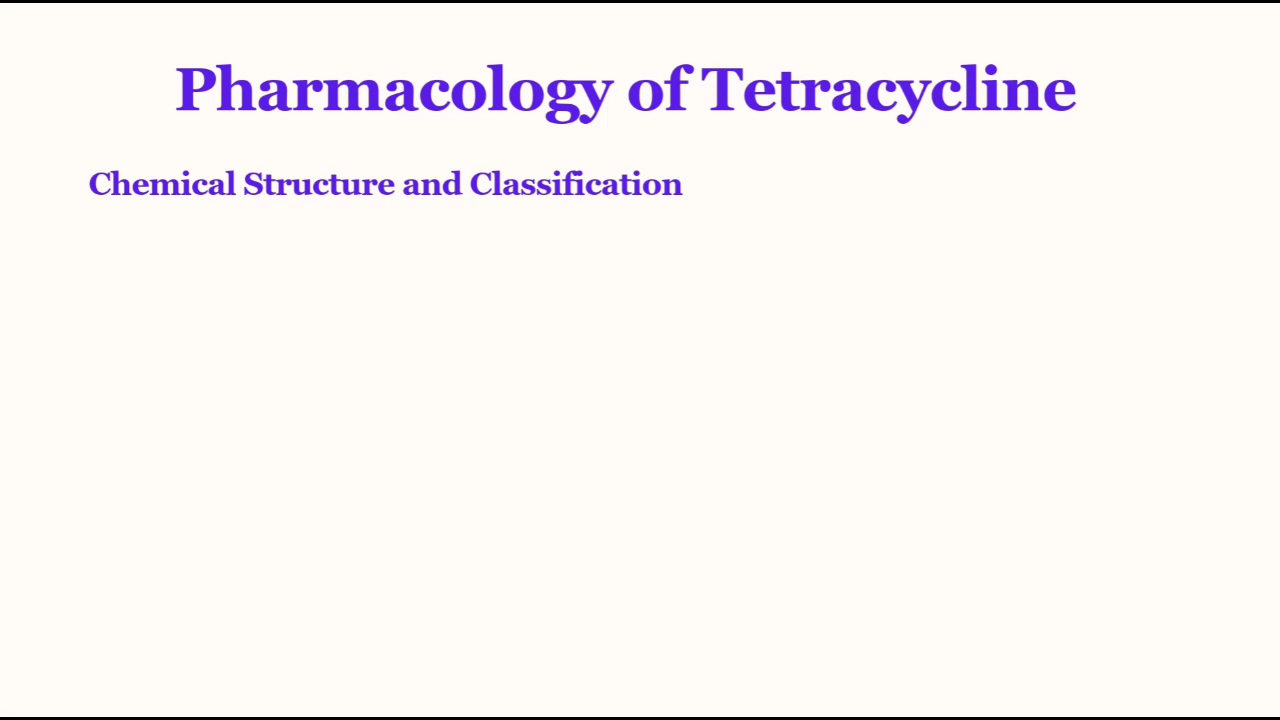 Pharmacology of Tetracycline
Chemical Structure and Classification